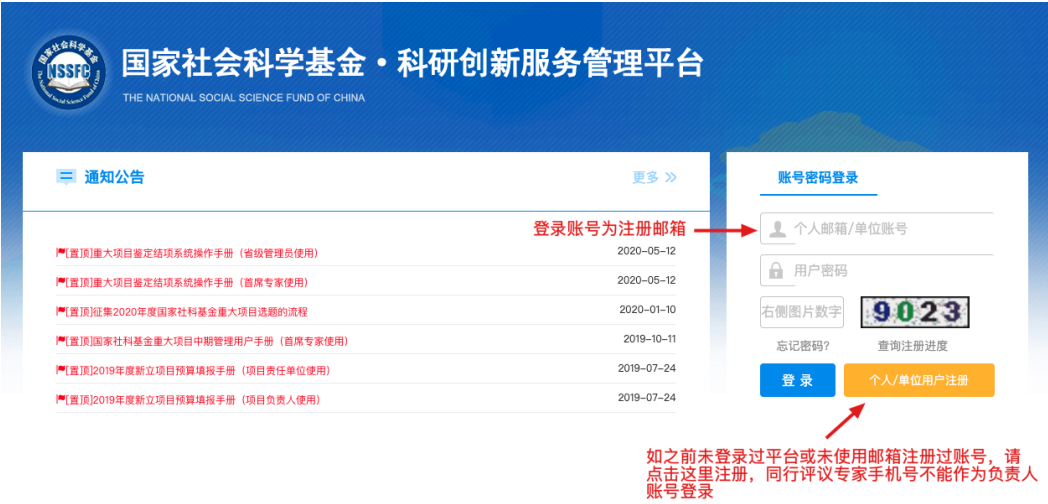 国家社会科学基金
NSSFC
The National Social Science Fund of China
国家社会科学基金·科研创新服务管理平台
THE NATIONAL SOCIAL SCIENCE FUND OF CHINA
通知公告
更多 >>
[置顶]重大项目鉴定结项系统操作手册（省级管理员使用） 2020-05-12
[置顶]重大项目鉴定结项系统操作手册（首席专家使用） 2020-05-12
[置顶]征集2020年度国家社科基金重大项目选题的流程 2020-01-10
[置顶]国家社科基金重大项目中期管理用户手册（首席专家使用） 2019-10-11
[置顶]2019年度新立项目预算填报手册（项目责任单位使用） 2019-07-24
[置顶]2019年度新立项目预算填报手册（项目负责人使用） 2019-07-24
账号密码登录
登录账号为注册邮箱
个人邮箱/单位账号
用户密码
右侧图片数字
9023
忘记密码?
查询注册进度
登 录
个人/单位用户注册
如之前未登录过平台或未使用邮箱注册过账号，请
点击这里注册，同行评议专家手机号不能作为负责人
账号登录